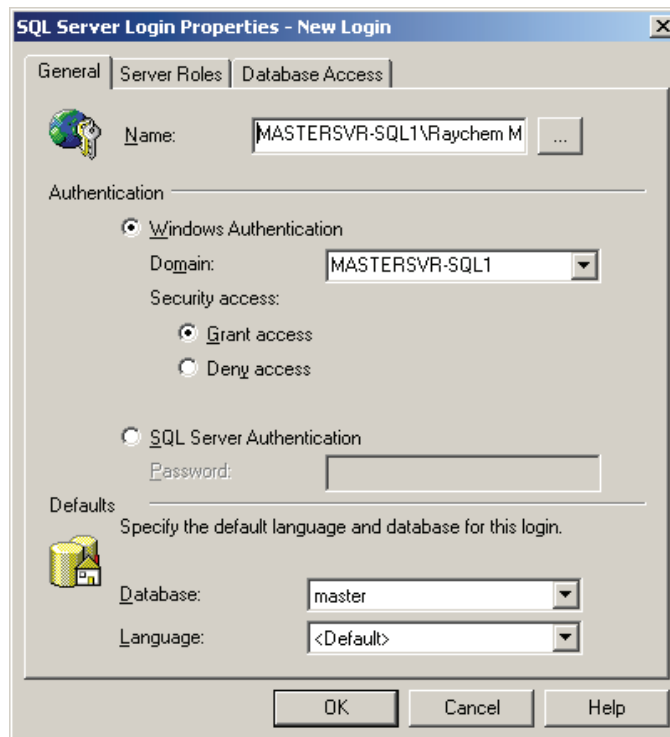 SQL Server Login Properties - New Login
General Server Roles Database Access
Name: MASTERSVR-SQL1\Raychem M ...
Authentication
Windows Authentication
Domain: MASTERSVR-SQL1
Security access:
Grant access
Deny access
SQL Server Authentication
Password:
Defaults
Specify the default language and database for this login.
Database: master
Language: <Default>
OK Cancel Help